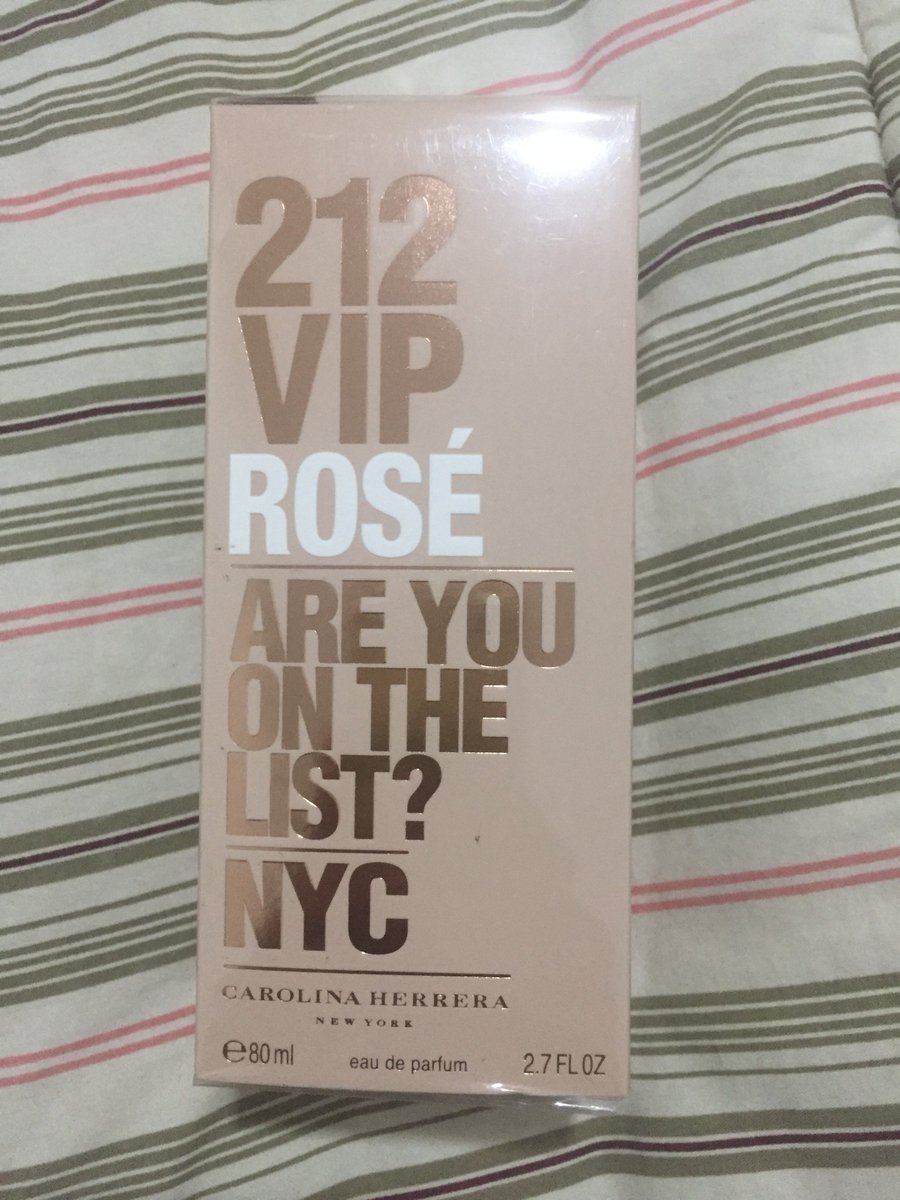 212
VIP
ROSÉ
ARE YOU
ON THE
LIST?
NYC
CAROLINA HERRERA
NEW YORK
℮80 ml eau de parfum 2.7 FL OZ